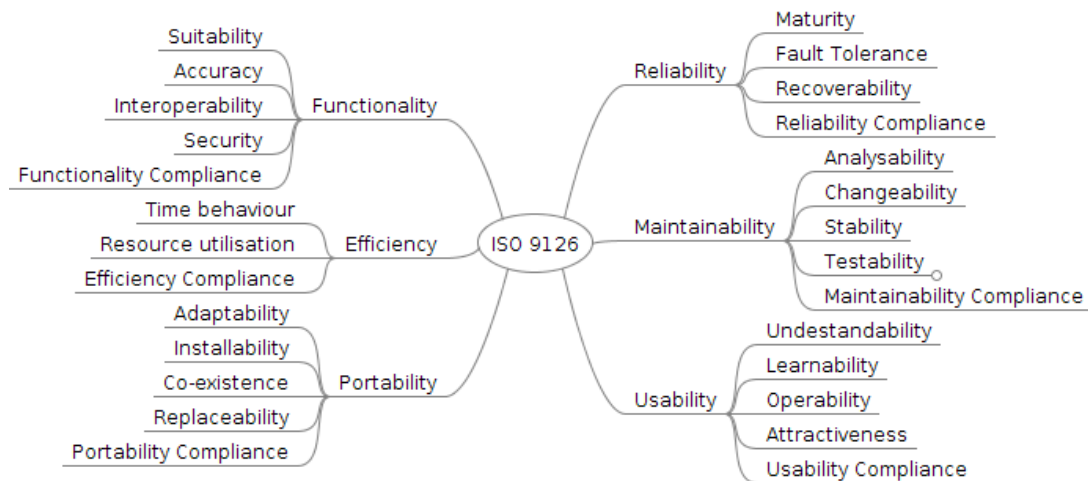 ISO 9126
Functionality
Suitability
Accuracy
Interoperability
Security
Functionality Compliance
Efficiency
Time behaviour
Resource utilisation
Efficiency Compliance
Portability
Adaptability
Installability
Co-existence
Replaceability
Portability Compliance
Reliability
Maturity
Fault Tolerance
Recoverability
Reliability Compliance
Maintainability
Analysability
Changeability
Stability
Testability
Maintainability Compliance
Usability
Undestandability
Learnability
Operability
Attractiveness
Usability Compliance